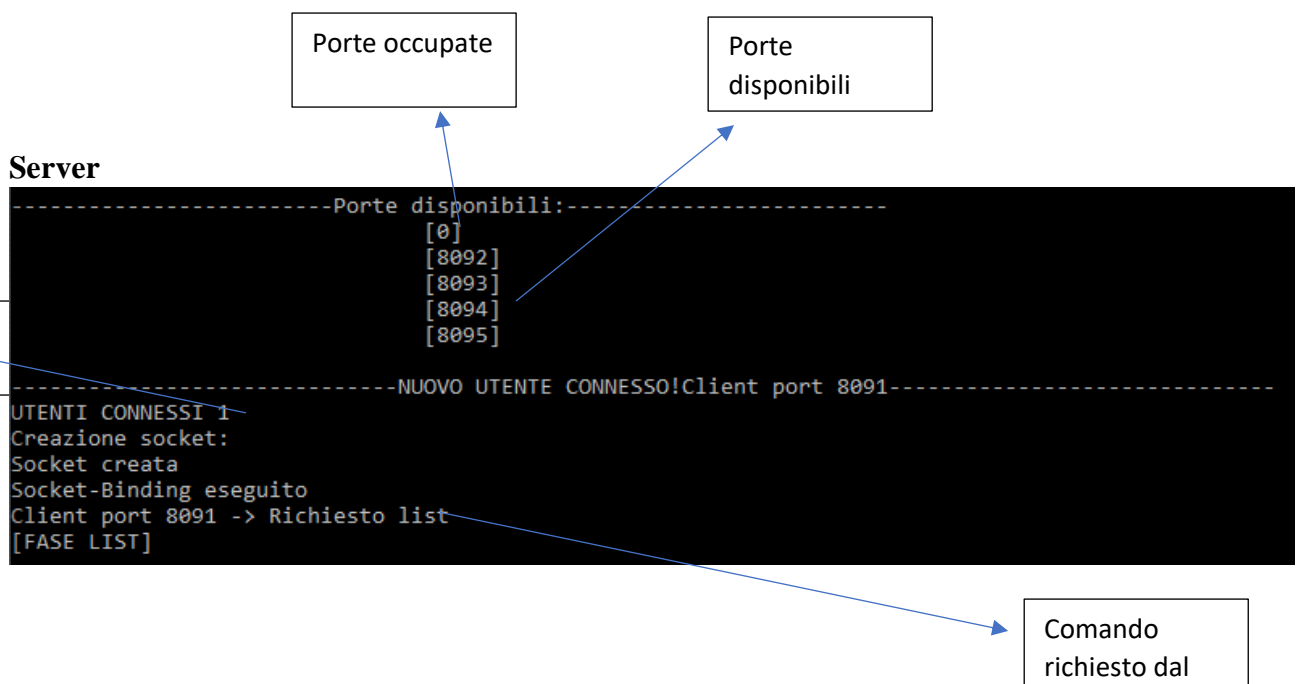 Porte occupate
Porte
disponibili
Server
-------------------------Porte disponibili:-------------------------
[0]
[8092]
[8093]
[8094]
[8095]
------------------------------NUOVO UTENTE CONNESSO!Client port 8091------------------------------
UTENTI CONNESSI 1
Creazione socket:
Socket creata
Socket-Binding eseguito
Client port 8091 -> Richiesto list
[FASE LIST]
Comando
richiesto dal